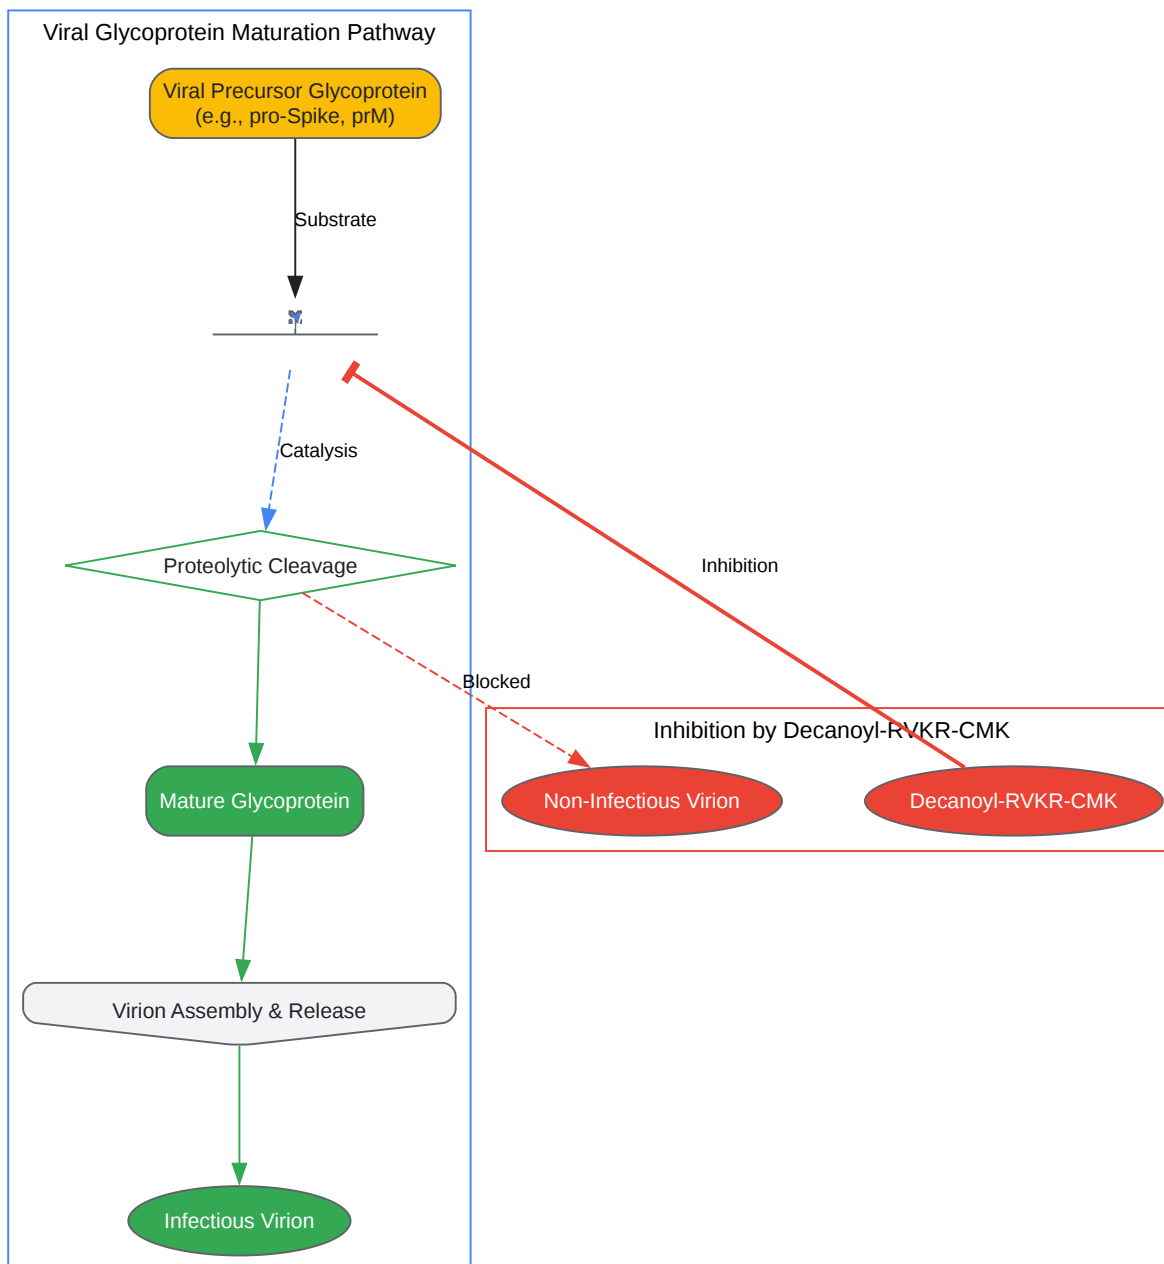 Viral Glycoprotein Maturation Pathway
Viral Precursor Glycoprotein
(e.g., pro-Spike, prM)
Substrate
Catalysis
Proteolytic Cleavage
Inhibition
Blocked
Inhibition by Decanoyl-RVKR-CMK
Mature Glycoprotein
Non-Infectious Virion
Decanoyl-RVKR-CMK
Virion Assembly & Release
Infectious Virion